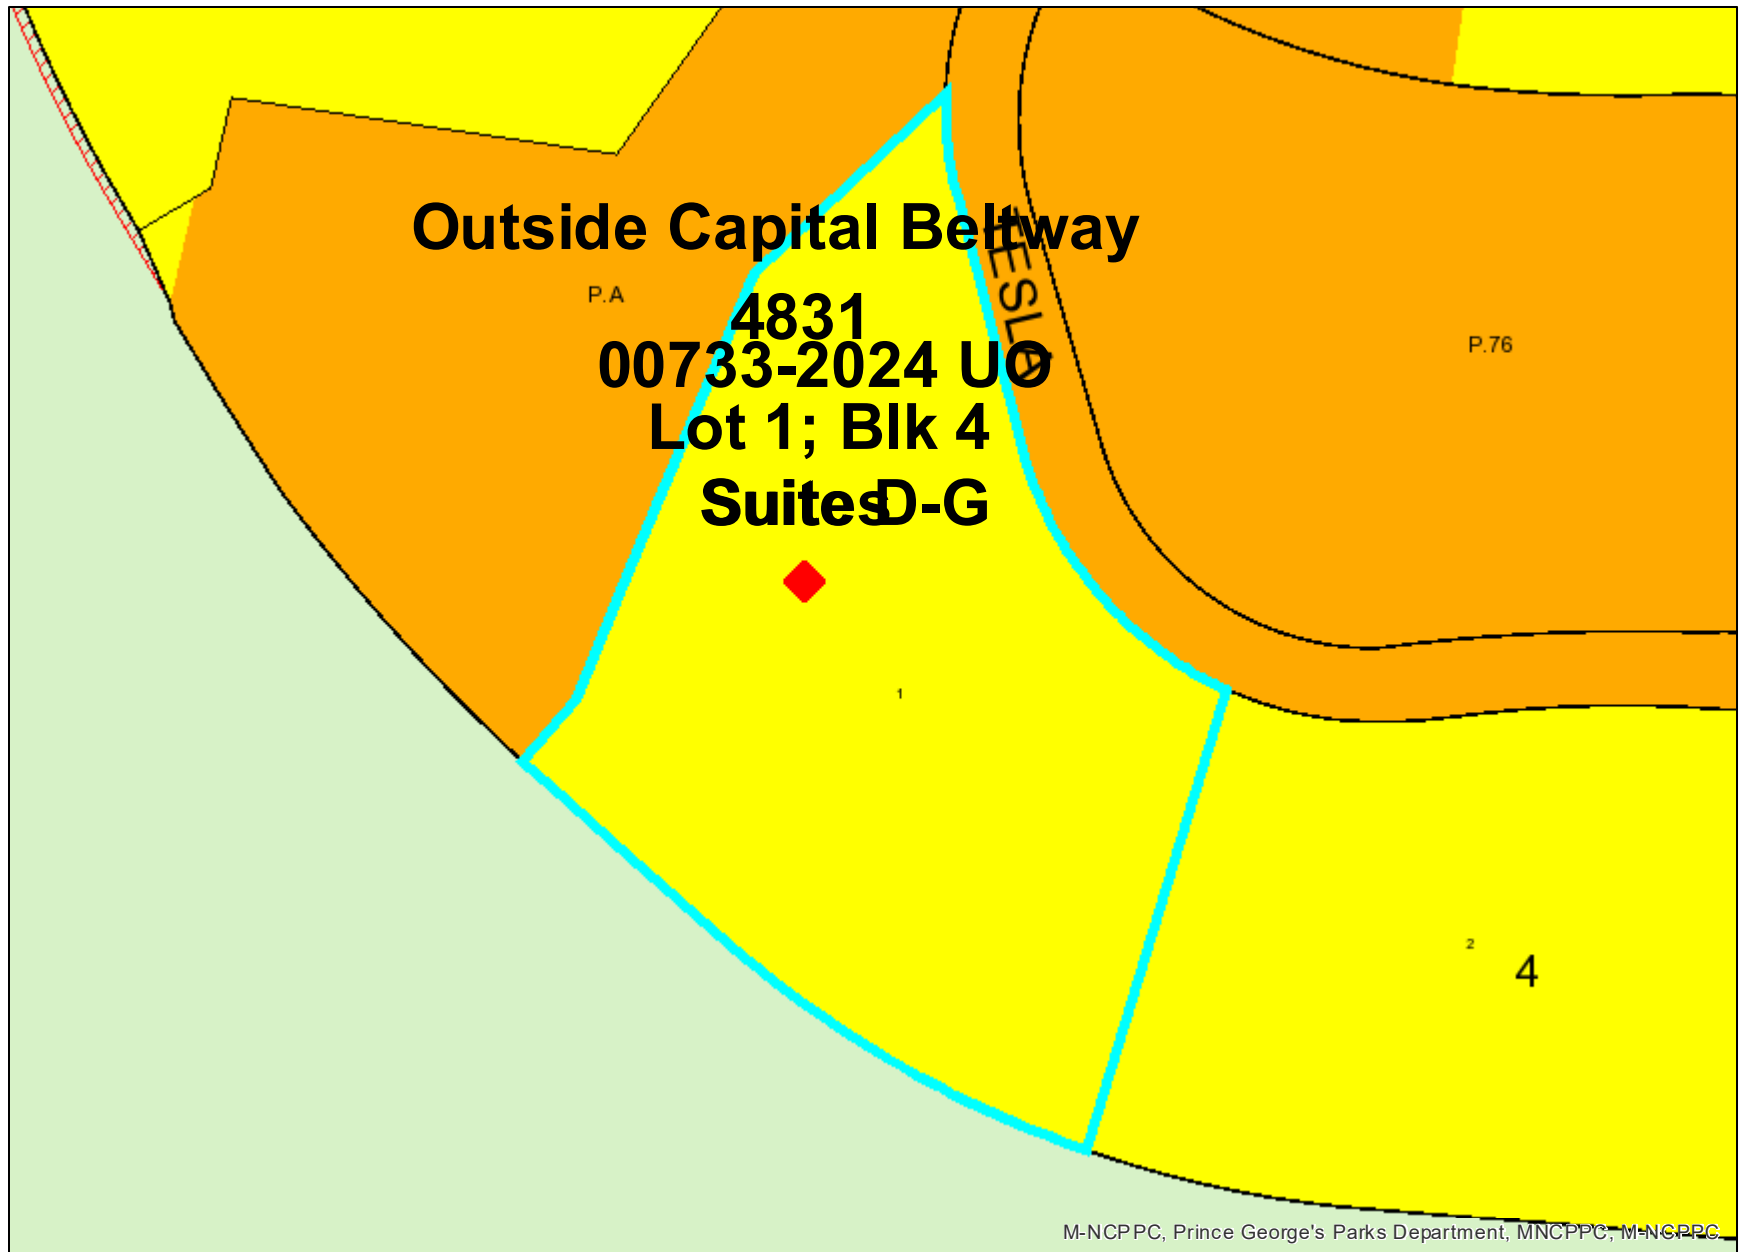 Outside Capital Beltway
P.A
4831
TESLA
P.76
00733-2024 UO
Lot 1; Blk 4
Suites D-G
1
2
4
M-NCPPC, Prince George's Parks Department, MNCPPC, M-NCPPC